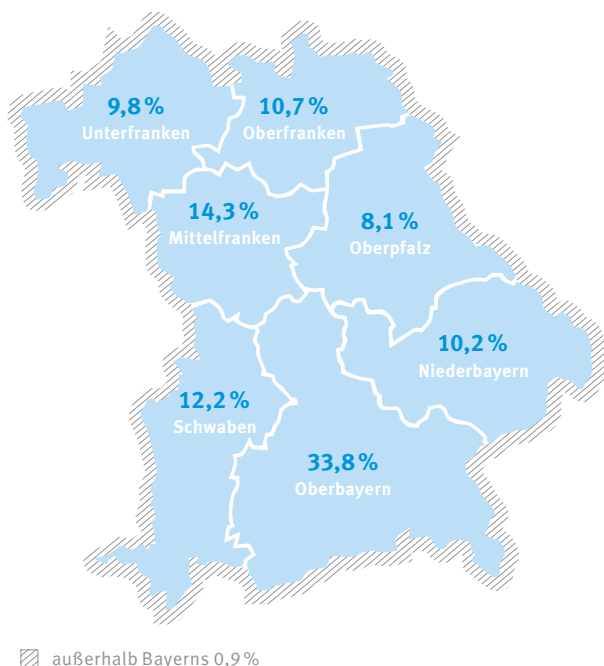 9,8 %
Unterfranken
10,7 %
Oberfranken
14,3 %
Mittelfranken
8,1 %
Oberpfalz
10,2 %
Niederbayern
12,2 %
Schwaben
33,8 %
Oberbayern
außerhalb Bayerns 0,9 %